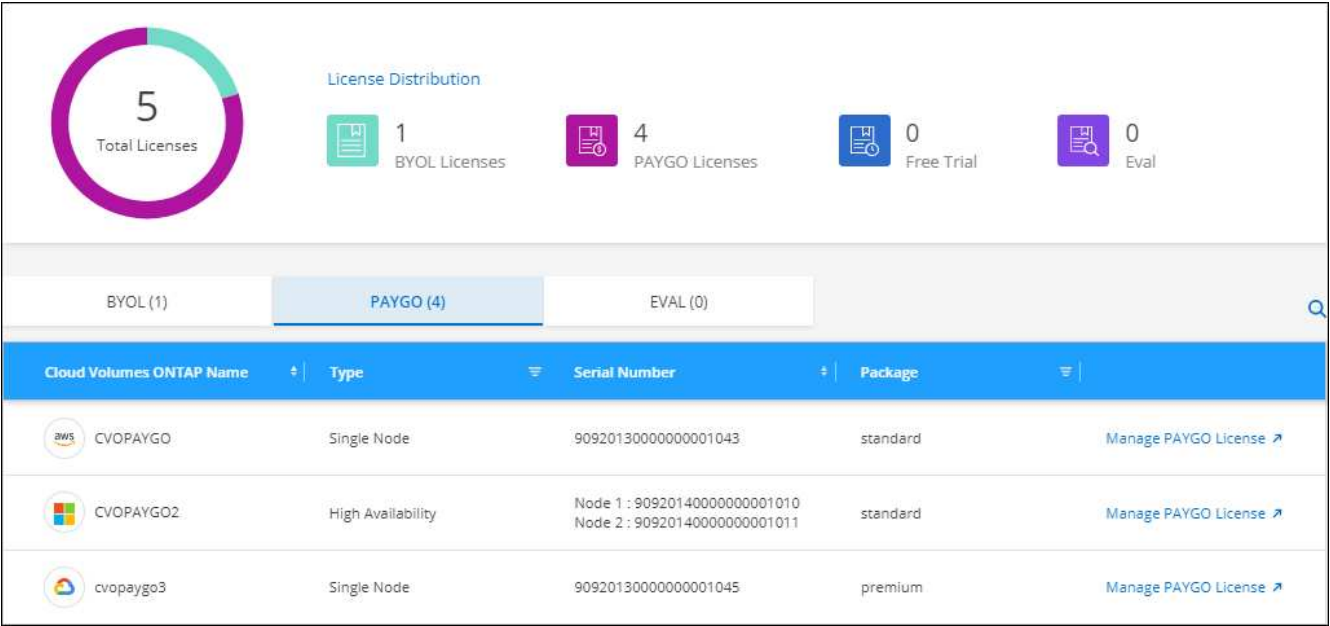 5
Total Licenses
License Distribution
1
BYOL Licenses
4
PAYGO Licenses
0
Free Trial
0
Eval
BYOL (1)
PAYGO (4)
EVAL (0)
Cloud Volumes ONTAP Name
Type
Serial Number
Package
aws
CVOPAYGO
Single Node
90920130000000001043
standard
Manage PAYGO License
CVOPAYGO2
High Availability
Node 1 : 90920140000000001010
Node 2 : 90920140000000001011
standard
Manage PAYGO License
cvopaygo3
Single Node
90920130000000001045
premium
Manage PAYGO License